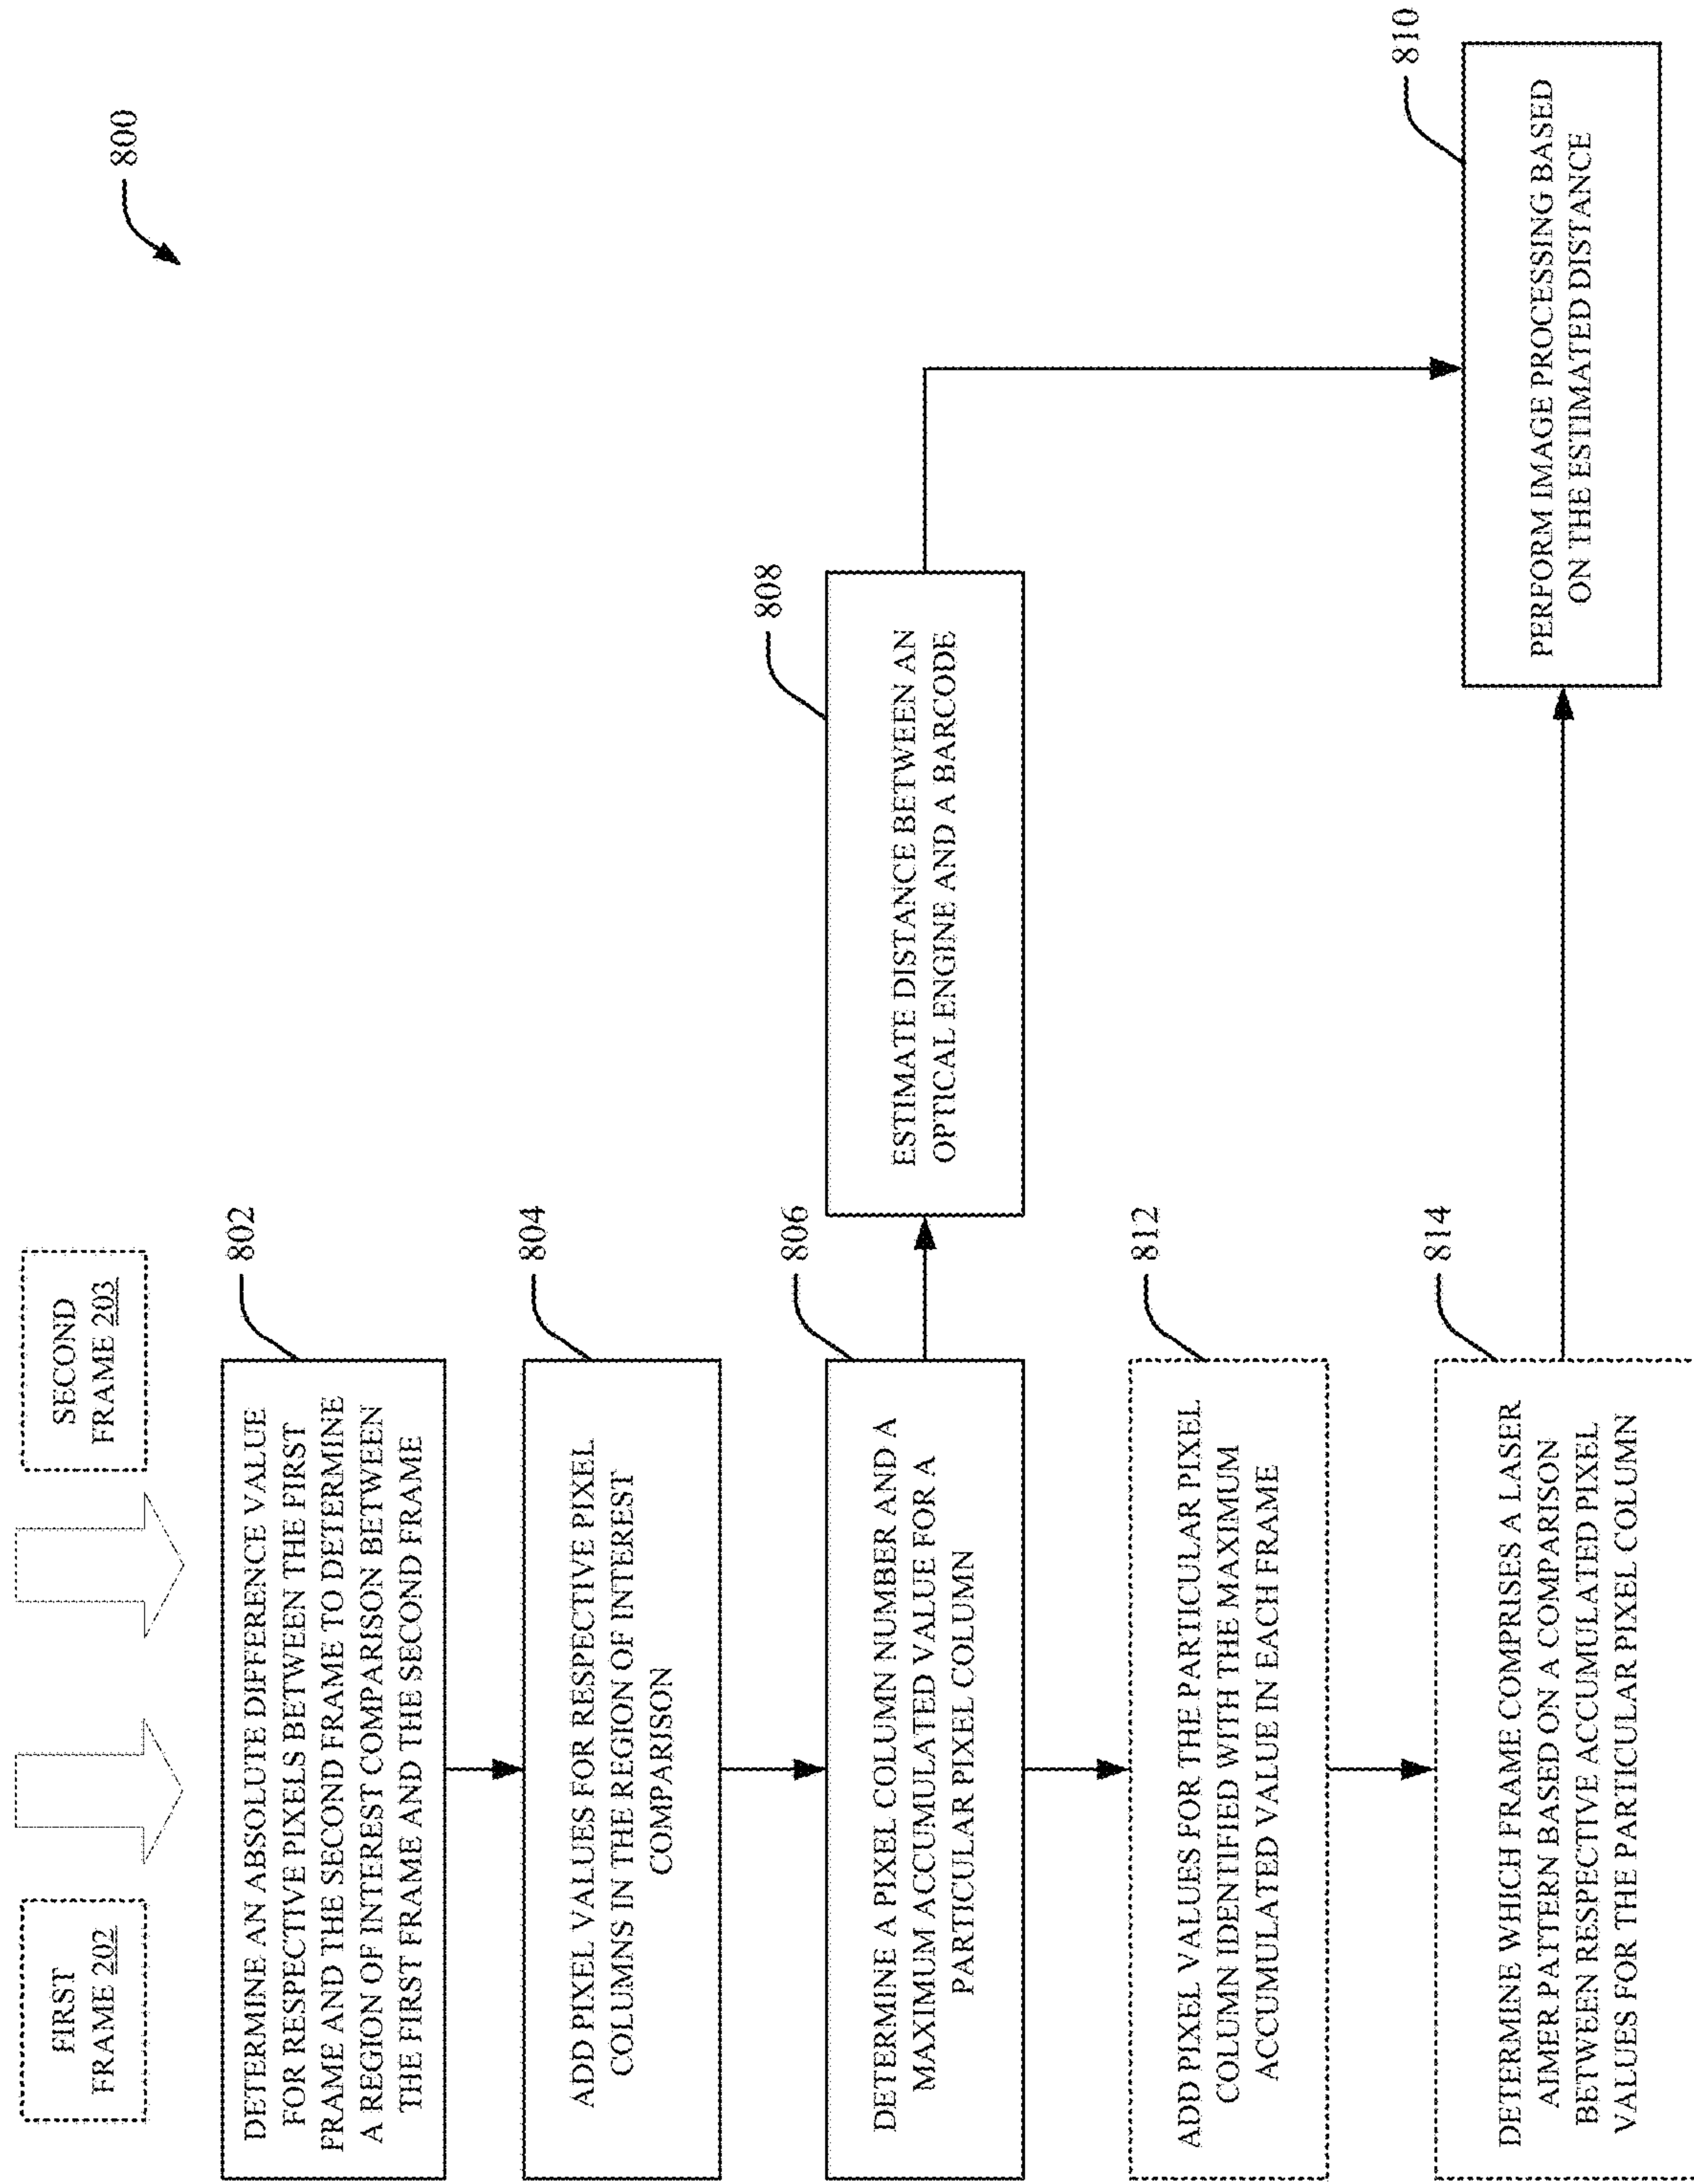 800
FIRST
FRAME 202
SECOND
FRAME 203
802
DETERMINE AN ABSOLUTE DIFFERENCE VALUE
FOR RESPECTIVE PIXELS BETWEEN THE FIRST
FRAME AND THE SECOND FRAME TO DETERMINE
A REGION OF INTEREST COMPARISON BETWEEN
THE FIRST FRAME AND THE SECOND FRAME
804
ADD PIXEL VALUES FOR RESPECTIVE PIXEL
COLUMNS IN THE REGION OF INTEREST
COMPARISON
806
DETERMINE A PIXEL COLUMN NUMBER AND A
MAXIMUM ACCUMULATED VALUE FOR A
PARTICULAR PIXEL COLUMN
808
ESTIMATE DISTANCE BETWEEN AN
OPTICAL ENGINE AND A BARCODE
812
ADD PIXEL VALUES FOR THE PARTICULAR PIXEL
COLUMN IDENTIFIED WITH THE MAXIMUM
ACCUMULATED VALUE IN EACH FRAME
814
DETERMINE WHICH FRAME COMPRISES A LASER
AIMER PATTERN BASED ON A COMPARISON
BETWEEN RESPECTIVE ACCUMULATED PIXEL
VALUES FOR THE PARTICULAR PIXEL COLUMN
810
PERFORM IMAGE PROCESSING BASED
ON THE ESTIMATED DISTANCE